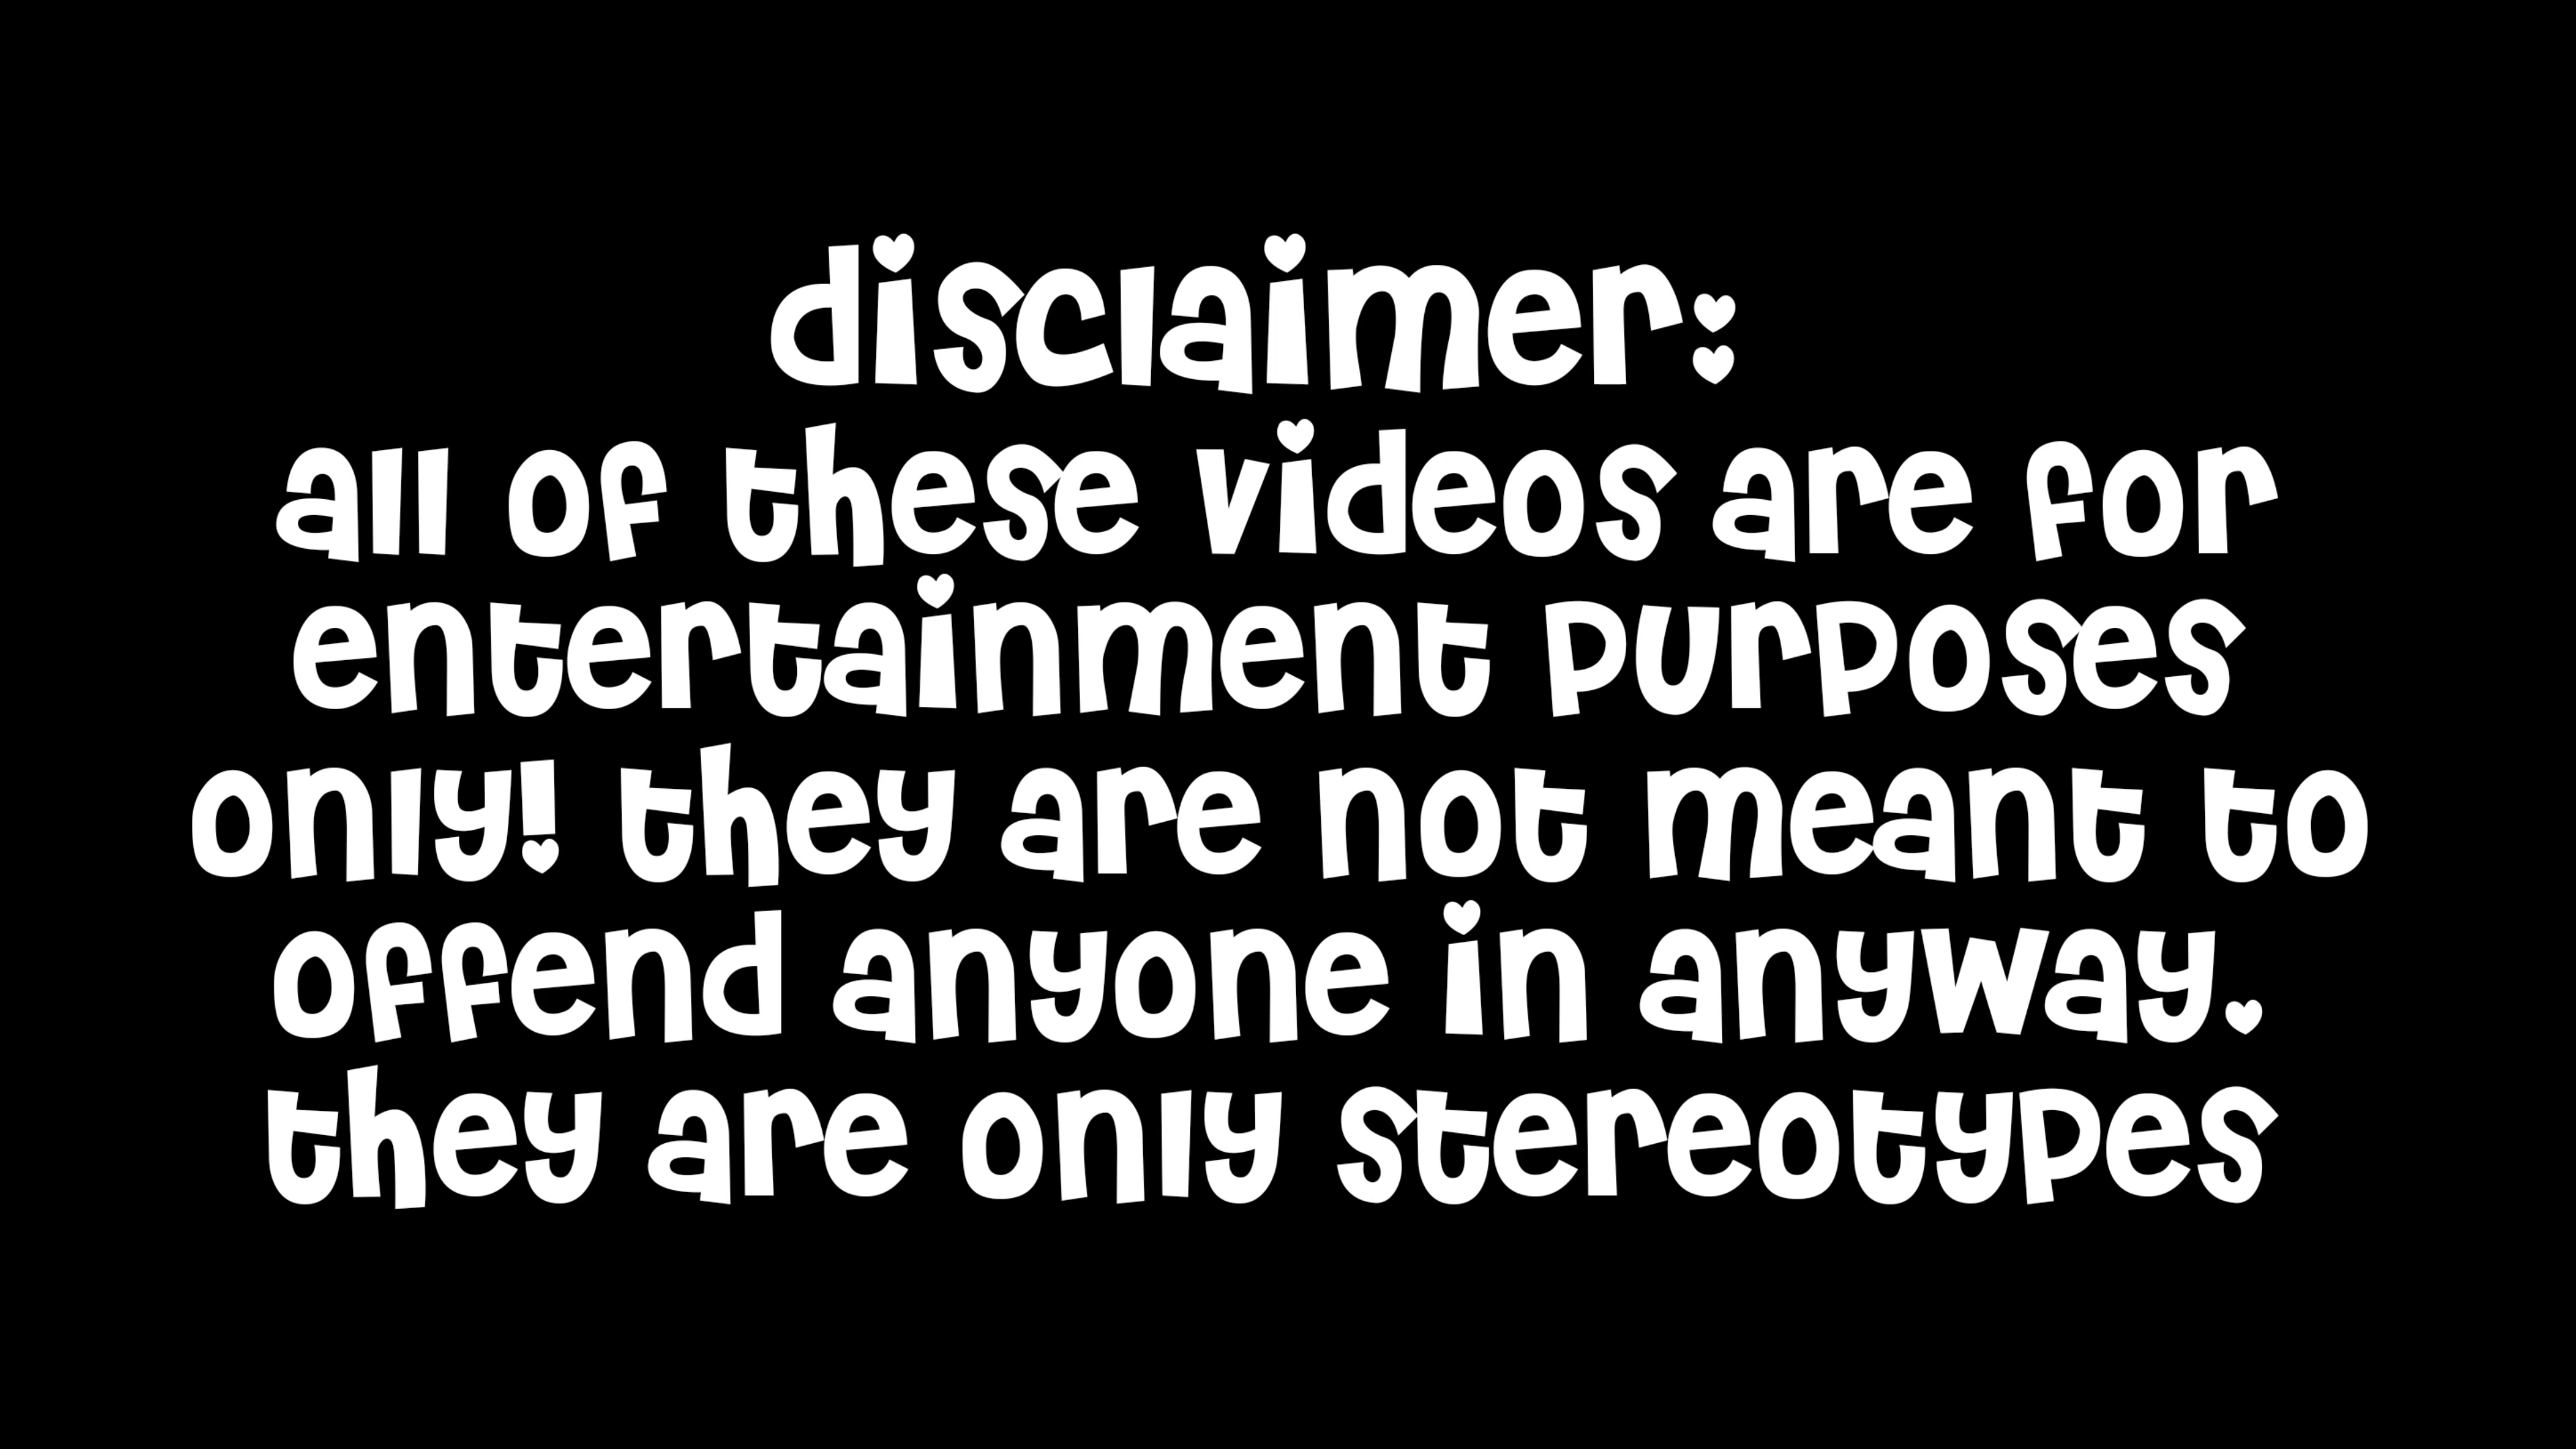 disclaimer:
all of these videos are for
entertainment purposes
only! they are not meant to
offend anyone in anyway.
they are only stereotypes